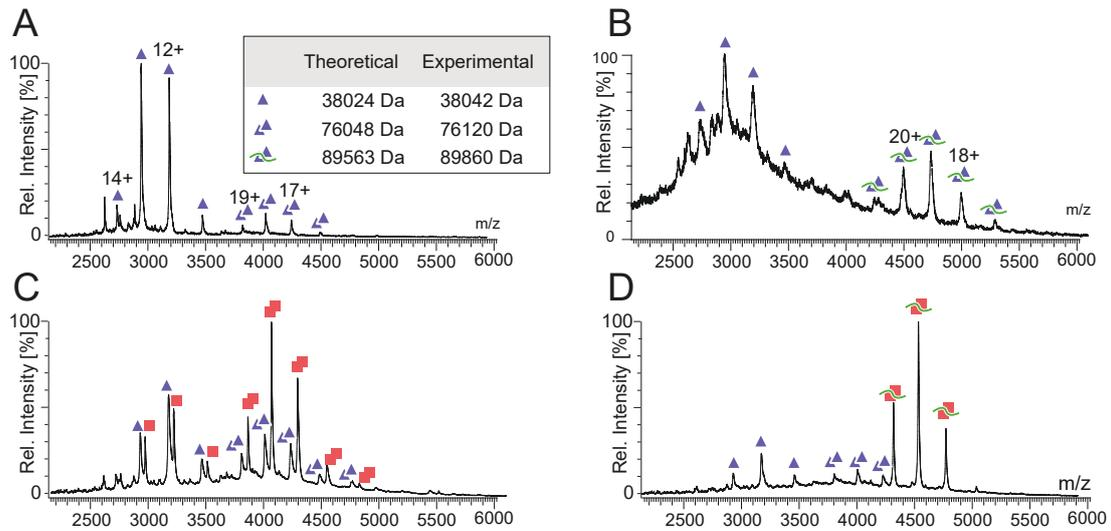 A
Rel. Intensity [%]
100
0
14+
12+
19+
17+
Theoretical Experimental
38024 Da 38042 Da
76048 Da 76120 Da
89563 Da 89860 Da
m/z
2500 3000 3500 4000 4500 5000 5500 6000
B
Rel. Intensity [%]
100
0
20+
18+
m/z
2500 3000 3500 4000 4500 5000 5500 6000
C
Rel. Intensity [%]
100
0
2500 3000 3500 4000 4500 5000 5500 6000
D
Rel. Intensity [%]
100
0
m/z
2500 3000 3500 4000 4500 5000 5500 6000